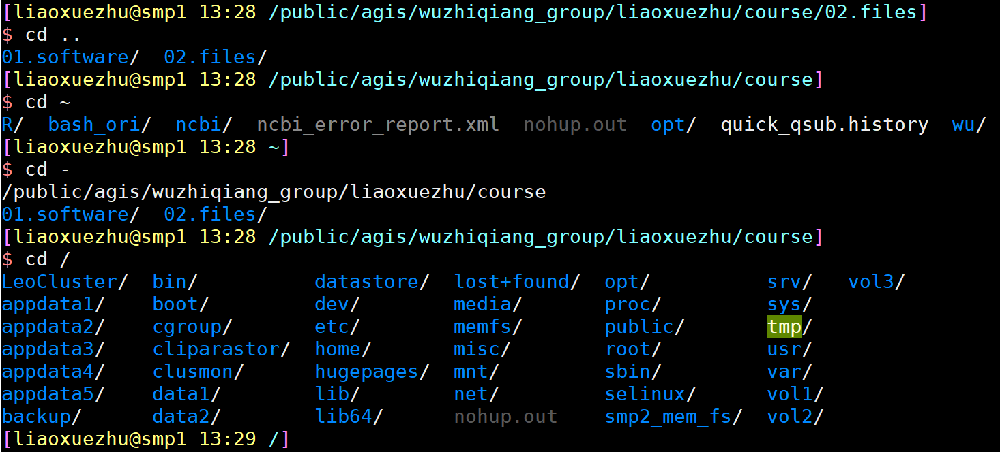 [liaoxuezhu@smp1 13:28 /public/agis/wuzhiqiang_group/liaoxuezhu/course/02.files]
$ cd ..
01.software/  02.files/
[liaoxuezhu@smp1 13:28 /public/agis/wuzhiqiang_group/liaoxuezhu/course]
$ cd ~
R/  bash_ori/  ncbi/  ncbi_error_report.xml  nohup.out  opt/  quick_qsub.history  wu/
[liaoxuezhu@smp1 13:28 ~]
$ cd -
/public/agis/wuzhiqiang_group/liaoxuezhu/course
01.software/  02.files/
[liaoxuezhu@smp1 13:28 /public/agis/wuzhiqiang_group/liaoxuezhu/course]
$ cd /
LeoCluster/  bin/         datastore/  lost+found/  opt/          srv/   vol3/
appdata1/    boot/        dev/        media/       proc/         sys/
appdata2/    cgroup/      etc/        memfs/       public/       tmp/
appdata3/    cliparastor/  home/       misc/        root/         usr/
appdata4/    clusmon/     hugepages/  mnt/         sbin/         var/
appdata5/    data1/       lib/        net/         selinux/      vol1/
backup/      data2/       lib64/      nohup.out    smp2_mem_fs/  vol2/
[liaoxuezhu@smp1 13:29 /]